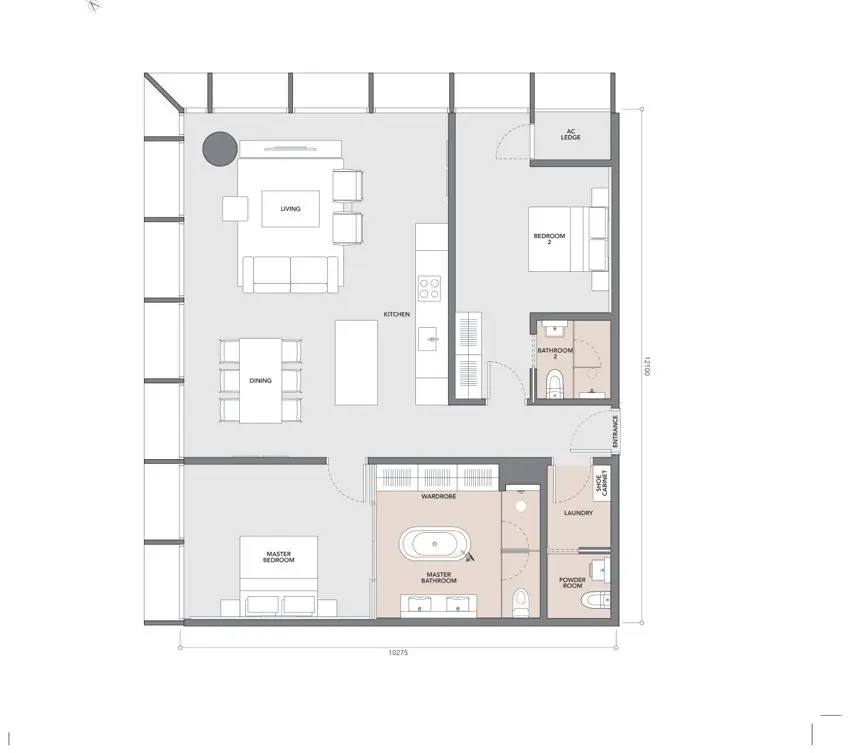 AC
LEDGE
LIVING
BEDROOM
2
KITCHEN
BATHROOM
2
12100
DINING
ENTRANCE
SHOE
CABINET
WARDROBE
LAUNDRY
MASTER
BEDROOM
MASTER
BATHROOM
POWDER
ROOM
10275